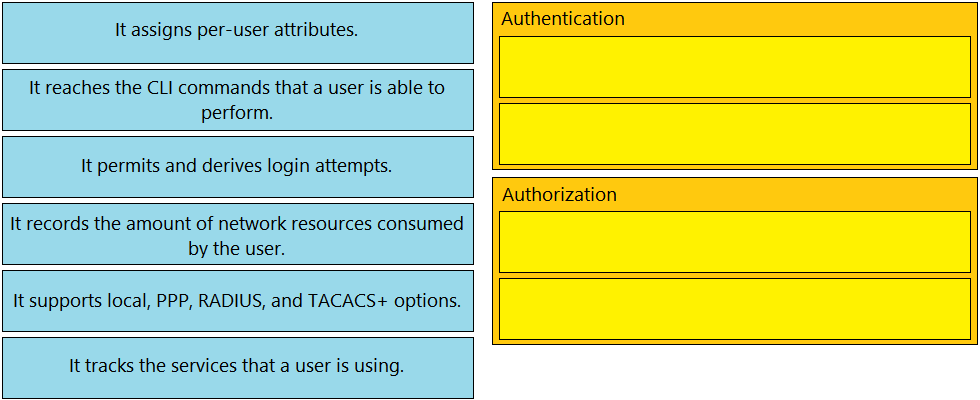 It assigns per-user attributes.
It reaches the CLI commands that a user is able to
perform.
It permits and derives login attempts.
It records the amount of network resources consumed
by the user.
It supports local, PPP, RADIUS, and TACACS+ options.
It tracks the services that a user is using.
Authentication
Authorization